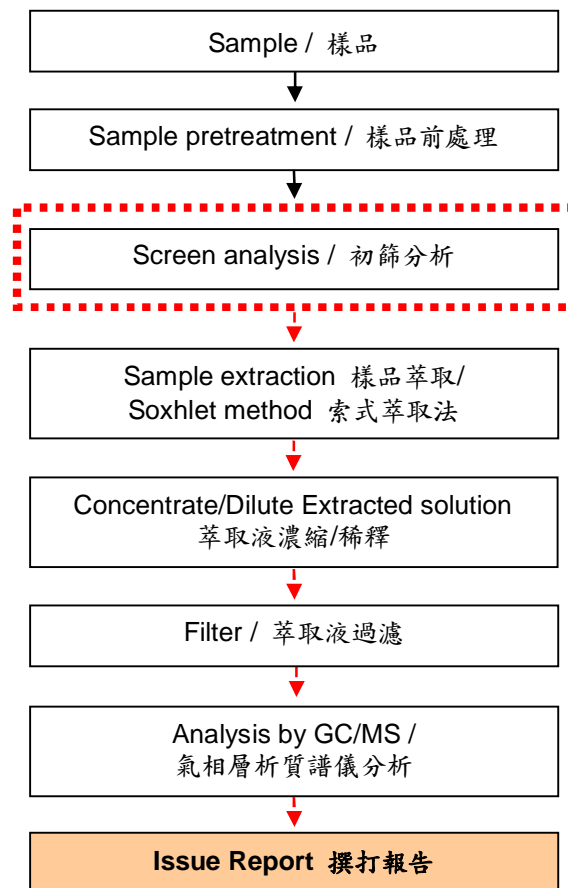 Sample / 樣品
Sample pretreatment / 樣品前處理
Screen analysis / 初篩分析
Sample extraction 樣品萃取/
Soxhlet method 索式萃取法
Concentrate/Dilute Extracted solution
萃取液濃縮/稀釋
Filter / 萃取液過濾
Analysis by GC/MS /
氣相層析質譜儀分析
Issue Report 撰打報告